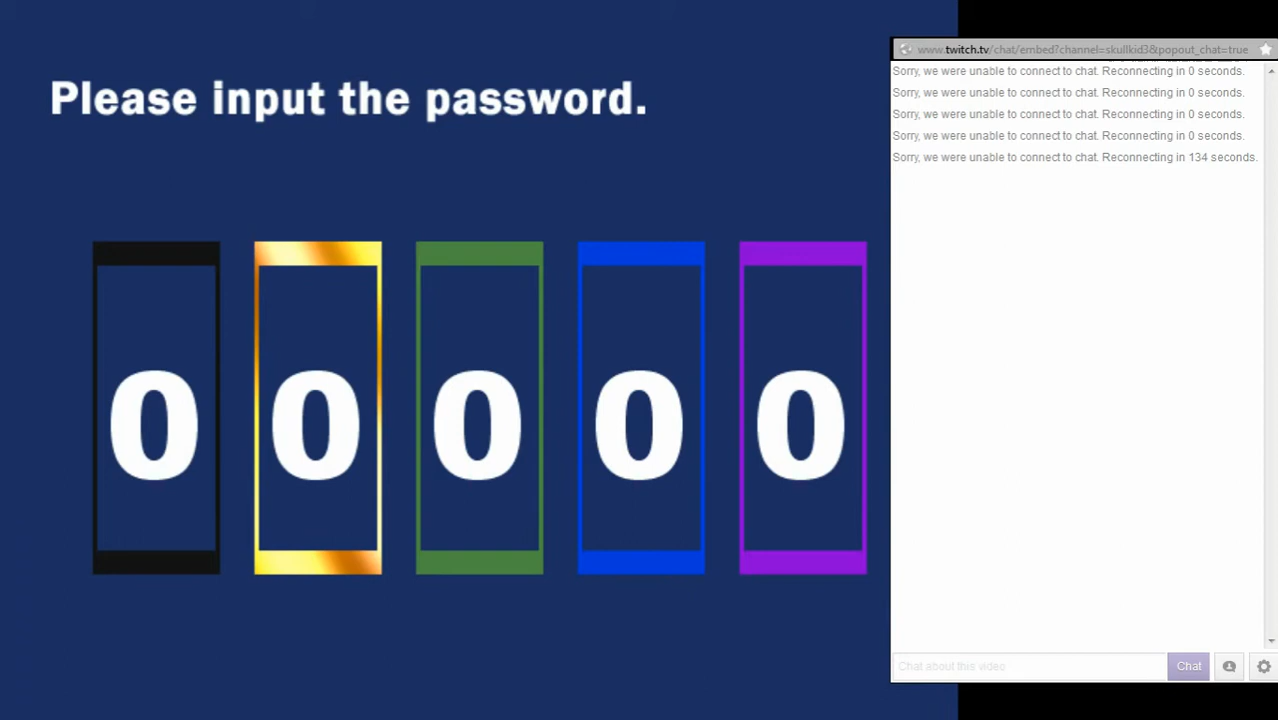 Please input the password.
0 0 0 0 0
www.twitch.tv/chat/embed?channel=skullkid3&popout_chat=true
Sorry, we were unable to connect to chat. Reconnecting in 0 seconds.
Sorry, we were unable to connect to chat. Reconnecting in 0 seconds.
Sorry, we were unable to connect to chat. Reconnecting in 0 seconds.
Sorry, we were unable to connect to chat. Reconnecting in 0 seconds.
Sorry, we were unable to connect to chat. Reconnecting in 134 seconds.
Chat about this video
Chat